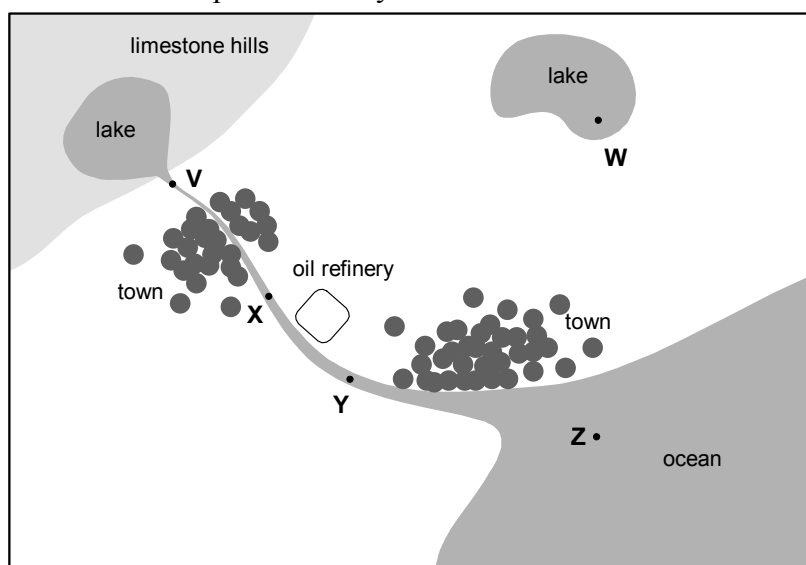 limestone hills
lake
lake
W
V
oil refinery
town
X
town
Y
Z
ocean